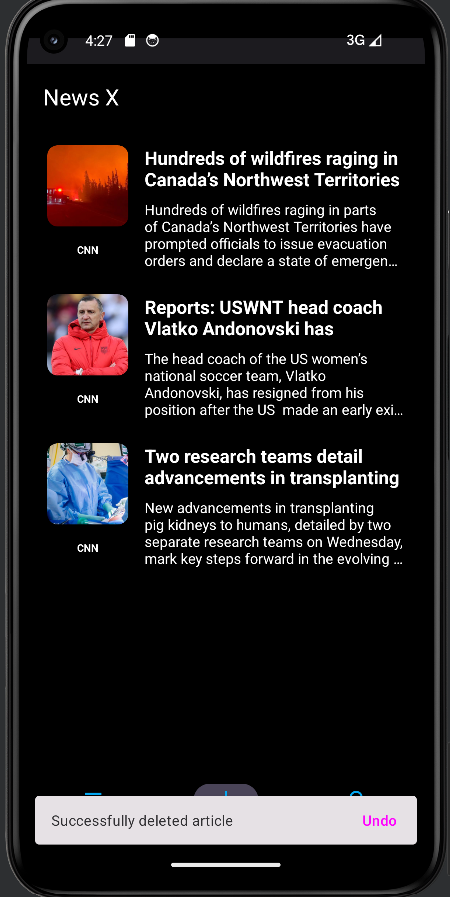 4:27
3G
News X
Hundreds of wildfires raging in
Canada’s Northwest Territories
Hundreds of wildfires raging in parts
of Canada’s Northwest Territories have
prompted officials to issue evacuation
orders and declare a state of emergen…
CNN
Reports: USWNT head coach
Vlatko Andonovski has
The head coach of the US women’s
national soccer team, Vlatko
Andonovski, has resigned from his
position after the US  made an early exi…
CNN
Two research teams detail
advancements in transplanting
New advancements in transplanting
pig kidneys to humans, detailed by two
separate research teams on Wednesday,
mark key steps forward in the evolving …
CNN
Successfully deleted article
Undo